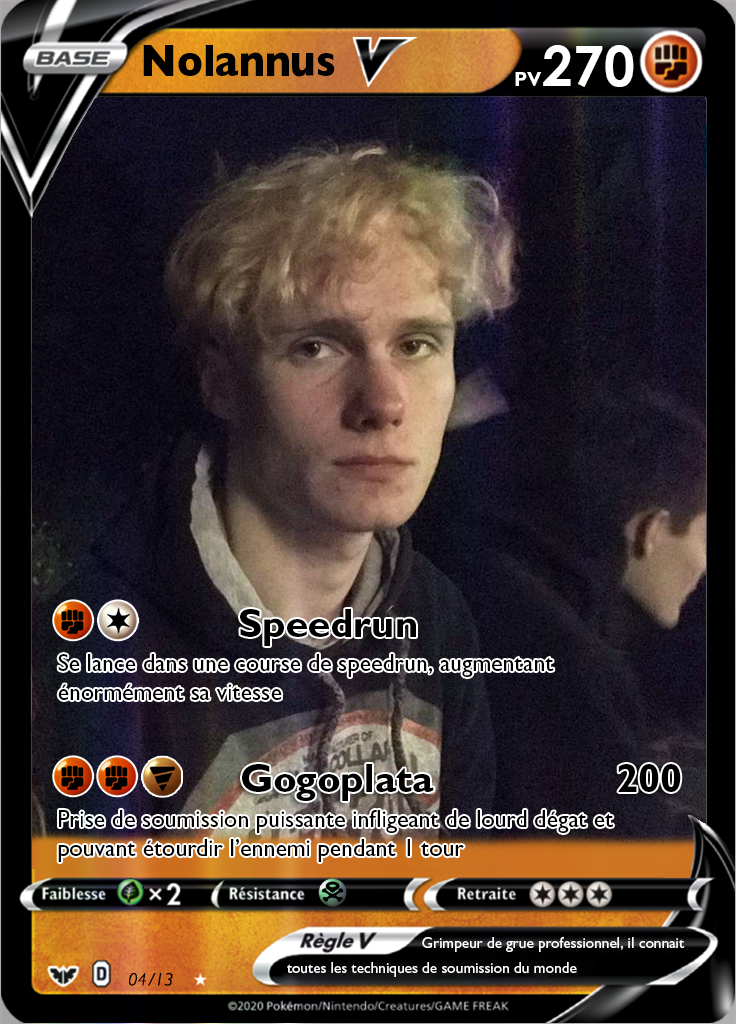 BASE Nolannus V PV270
Speedrun
Se lance dans une course de speedrun, augmentant
énormément sa vitesse
COLLA
Gogoplata 200
Prise de soumission puissante infligeant de lourd dégat et
pouvant étourdir l'ennemi pendant 1 tour
Faiblesse ×2 Résistance Retraite
Règle V Grimpeur de grue professionnel, il connait
toutes les techniques de soumission du monde
D 04/13
©2020 Pokémon/Nintendo/Creatures/GAME FREAK